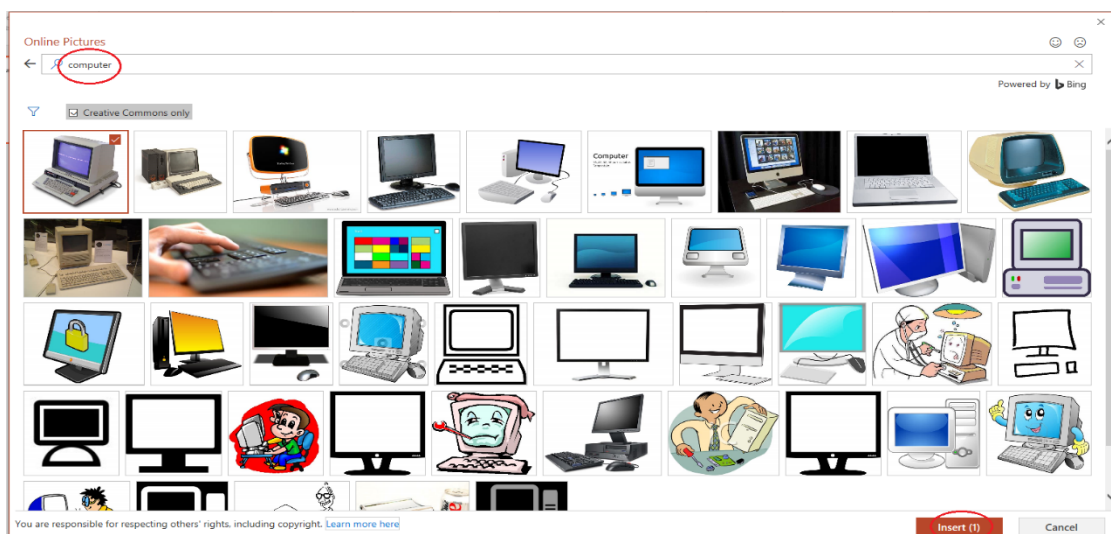 Online Pictures
computer
Powered by Bing
Creative Commons only
Computer
You are responsible for respecting others' rights, including copyright. Learn more here
Insert (1)
Cancel